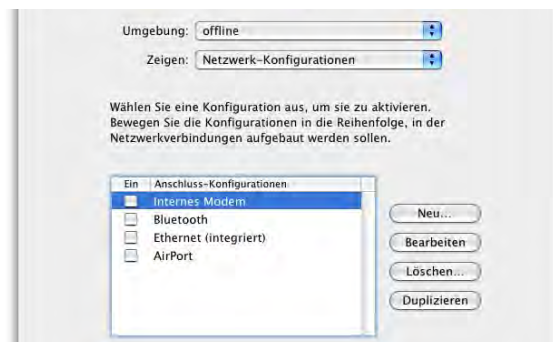 Umgebung: offline
Zeigen: Netzwerk-Konfigurationen
Wählen Sie eine Konfiguration aus, um sie zu aktivieren.
Bewegen Sie die Konfigurationen in die Reihenfolge, in der
Netzwerkverbindungen aufgebaut werden sollen.
Ein Anschluss-Konfigurationen
Internes Modem
Bluetooth
Ethernet (integriert)
AirPort
Neu...
Bearbeiten
Löschen...
Duplizieren